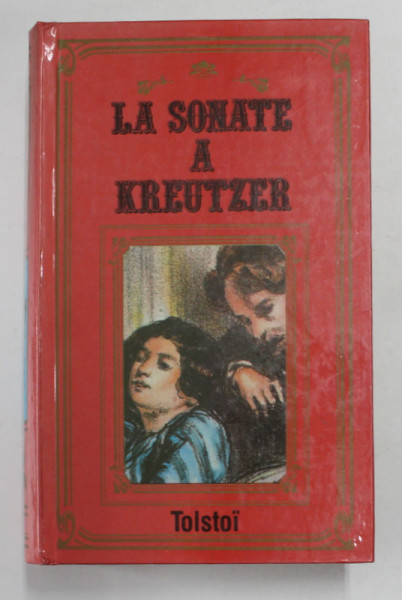 LA SONATE
A
KREUTZER
Tolstoï